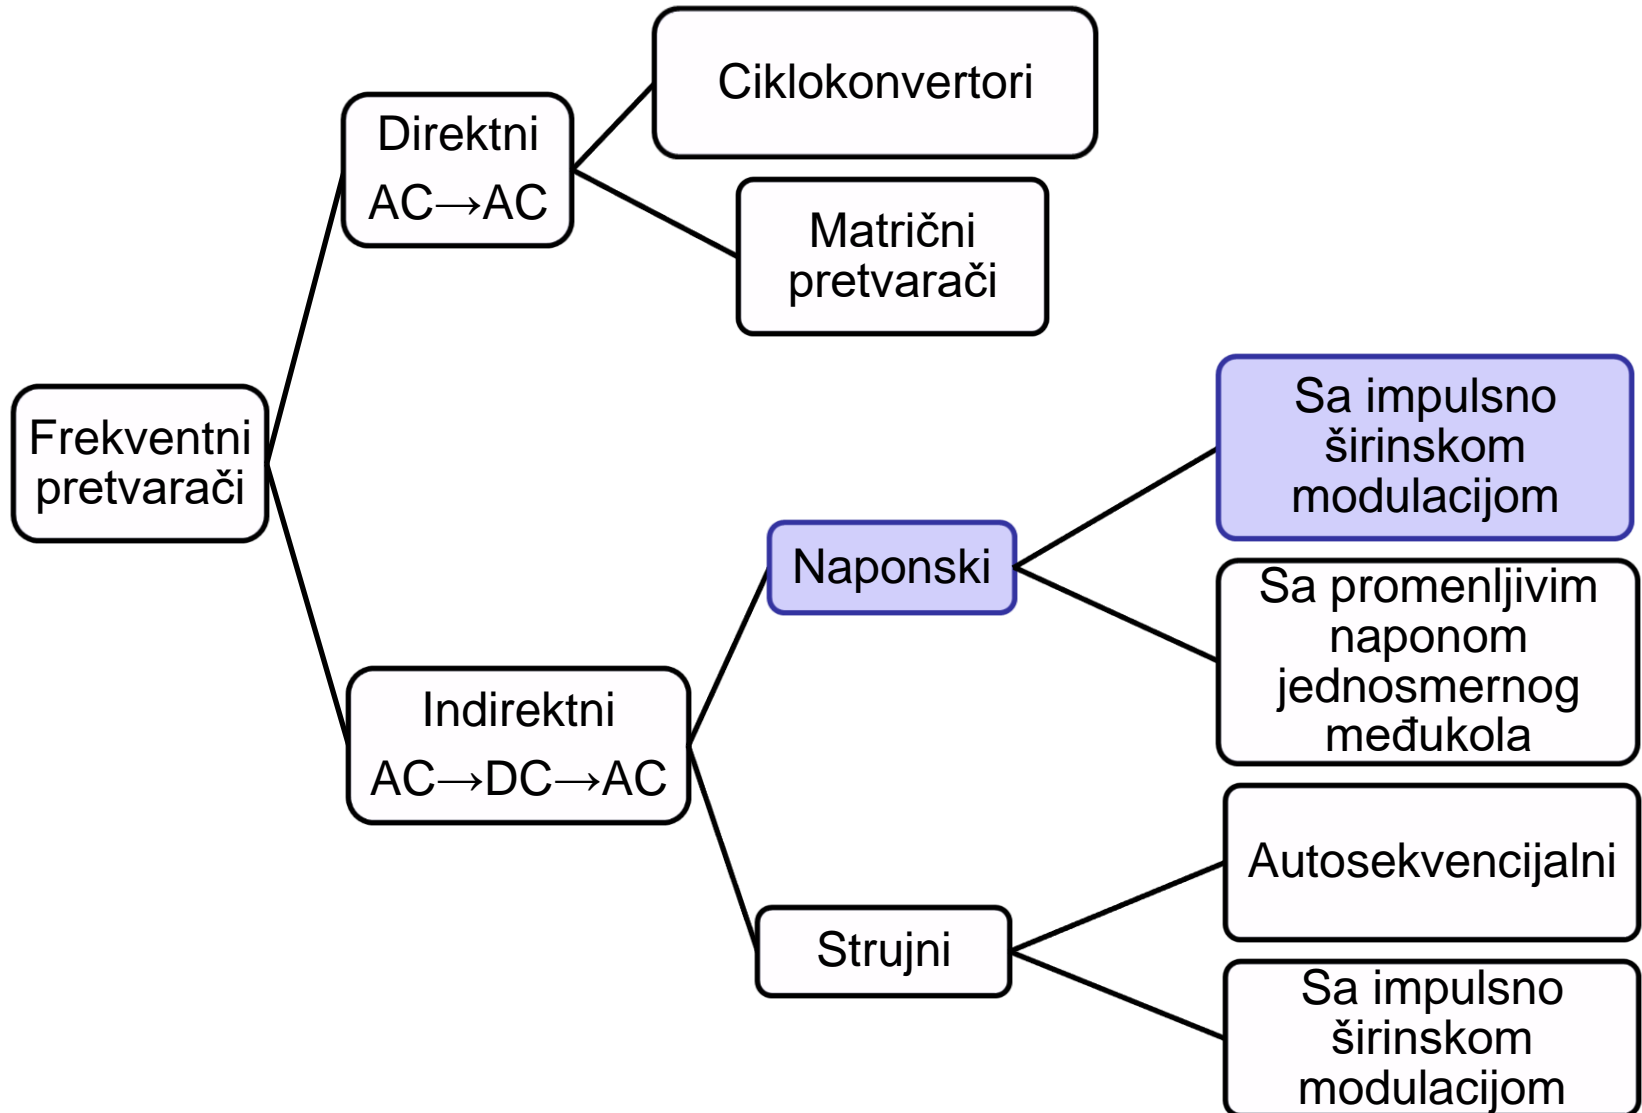 Frekventni
pretvarači
Direktni
AC→AC
Ciklokonvertori
Matrični
pretvarači
Indirektni
AC→DC→AC
Naponski
Sa impulsno
širinskom
modulacijom
Sa promenljivim
naponom
jednosmernog
međukola
Strujni
Autosekvencijalni
Sa impulsno
širinskom
modulacijom